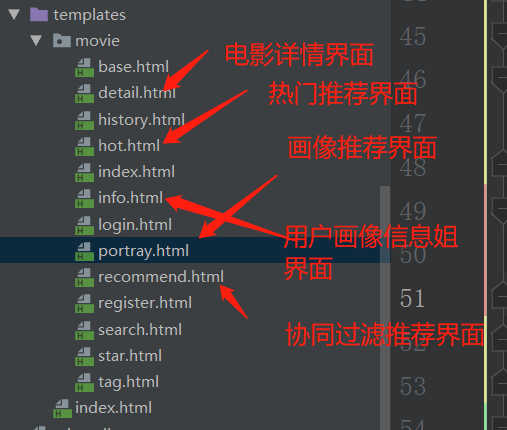 templates
movie
base.html
电影详情界面
detail.html
热门推荐界面
history.html
hot.html
画像推荐界面
index.html
info.html
login.html
用户画像信息姐
界面
portray.html
recommend.html
register.html
协同过滤推荐界面
search.html
star.html
tag.html
index.html
45
46
47
48
49
50
51
52
53
54